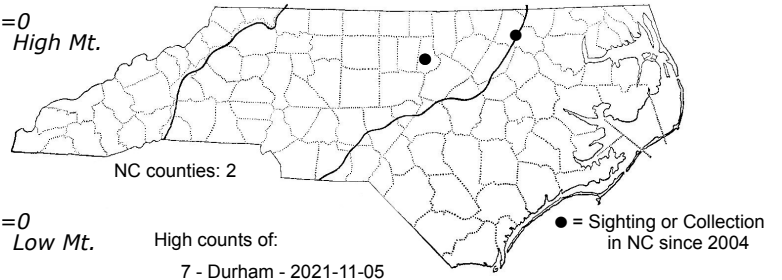 =0
High Mt.
NC counties: 2
=0
Low Mt.
High counts of:
7 - Durham - 2021-11-05
● = Sighting or Collection
in NC since 2004